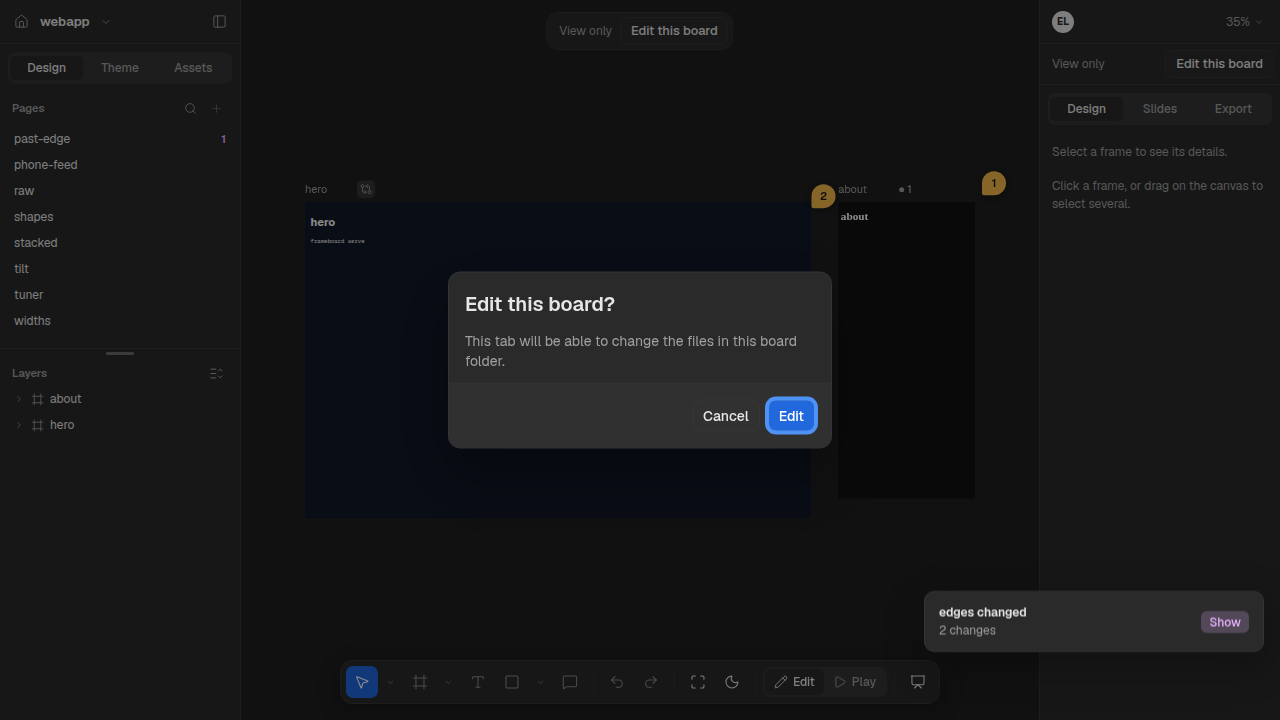 webapp
Design
Theme
Assets
Pages
past-edge
1
phone-feed
raw
shapes
stacked
tilt
tuner
widths
Layers
about
hero
View only
Edit this board
hero
2
about
1
1
hero
frameboard serve
about
Edit this board?
This tab will be able to change the files in this board
folder.
Cancel
Edit
EL
35%
View only
Edit this board
Design
Slides
Export
Select a frame to see its details.
Click a frame, or drag on the canvas to
select several.
edges changed
2 changes
Show
Edit
Play